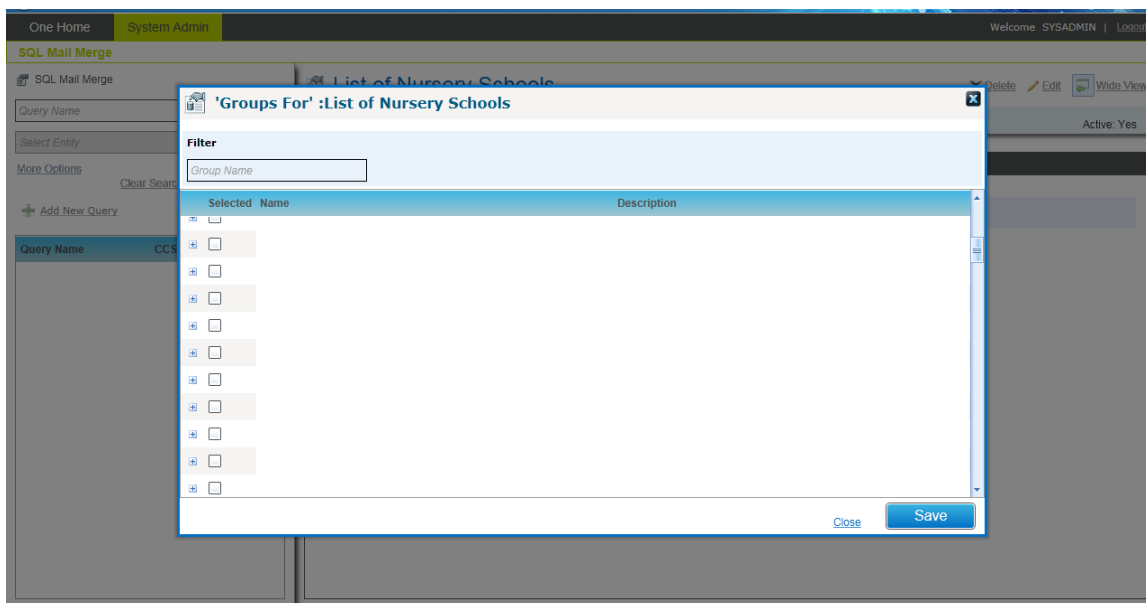 One Home
System Admin
Welcome SYSADMIN | Logout
SQL Mail Merge
SQL Mail Merge
List of Nursery Schools
Delete
Edit
Wide View
Query Name
Active: Yes
Select Entity
More Options
Clear Searc
Add New Query
Query Name
CCS
'Groups For' :List of Nursery Schools
Filter
Group Name
Selected
Name
Description
Close
Save